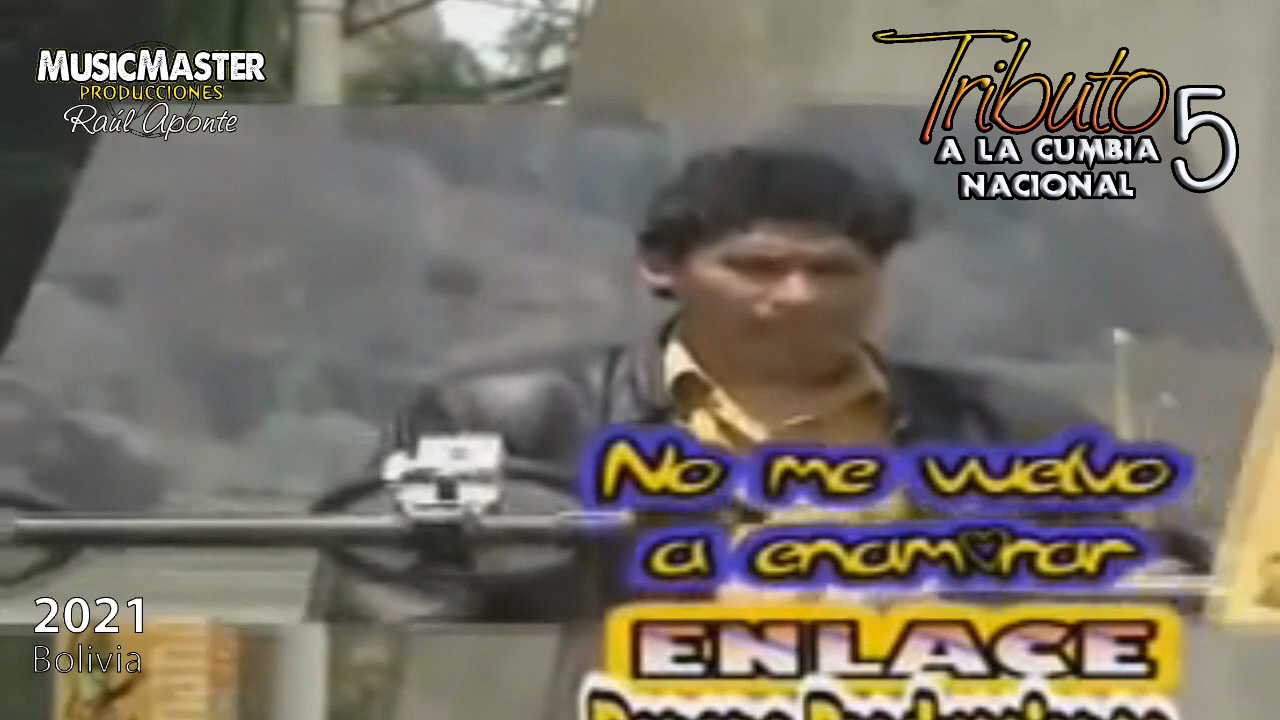 MUSICMASTER
PRODUCCIONES
Raúl Aponte
Tributo 5
A LA CUMBIA
NACIONAL
No me vuelvo
a enamorar
ENLACE
2021
Bolivia